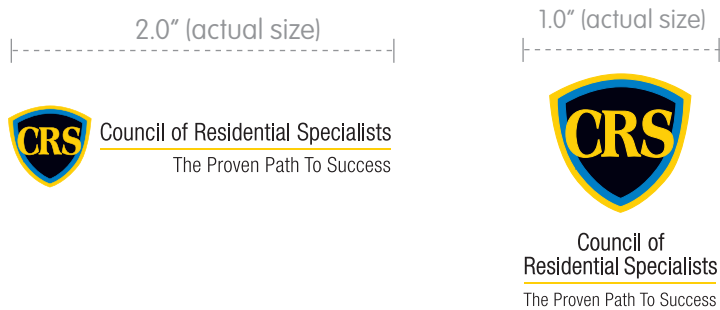 2.0” (actual size)
CRS
Council of Residential Specialists
The Proven Path To Success
1.0” (actual size)
CRS
Council of
Residential Specialists
The Proven Path To Success